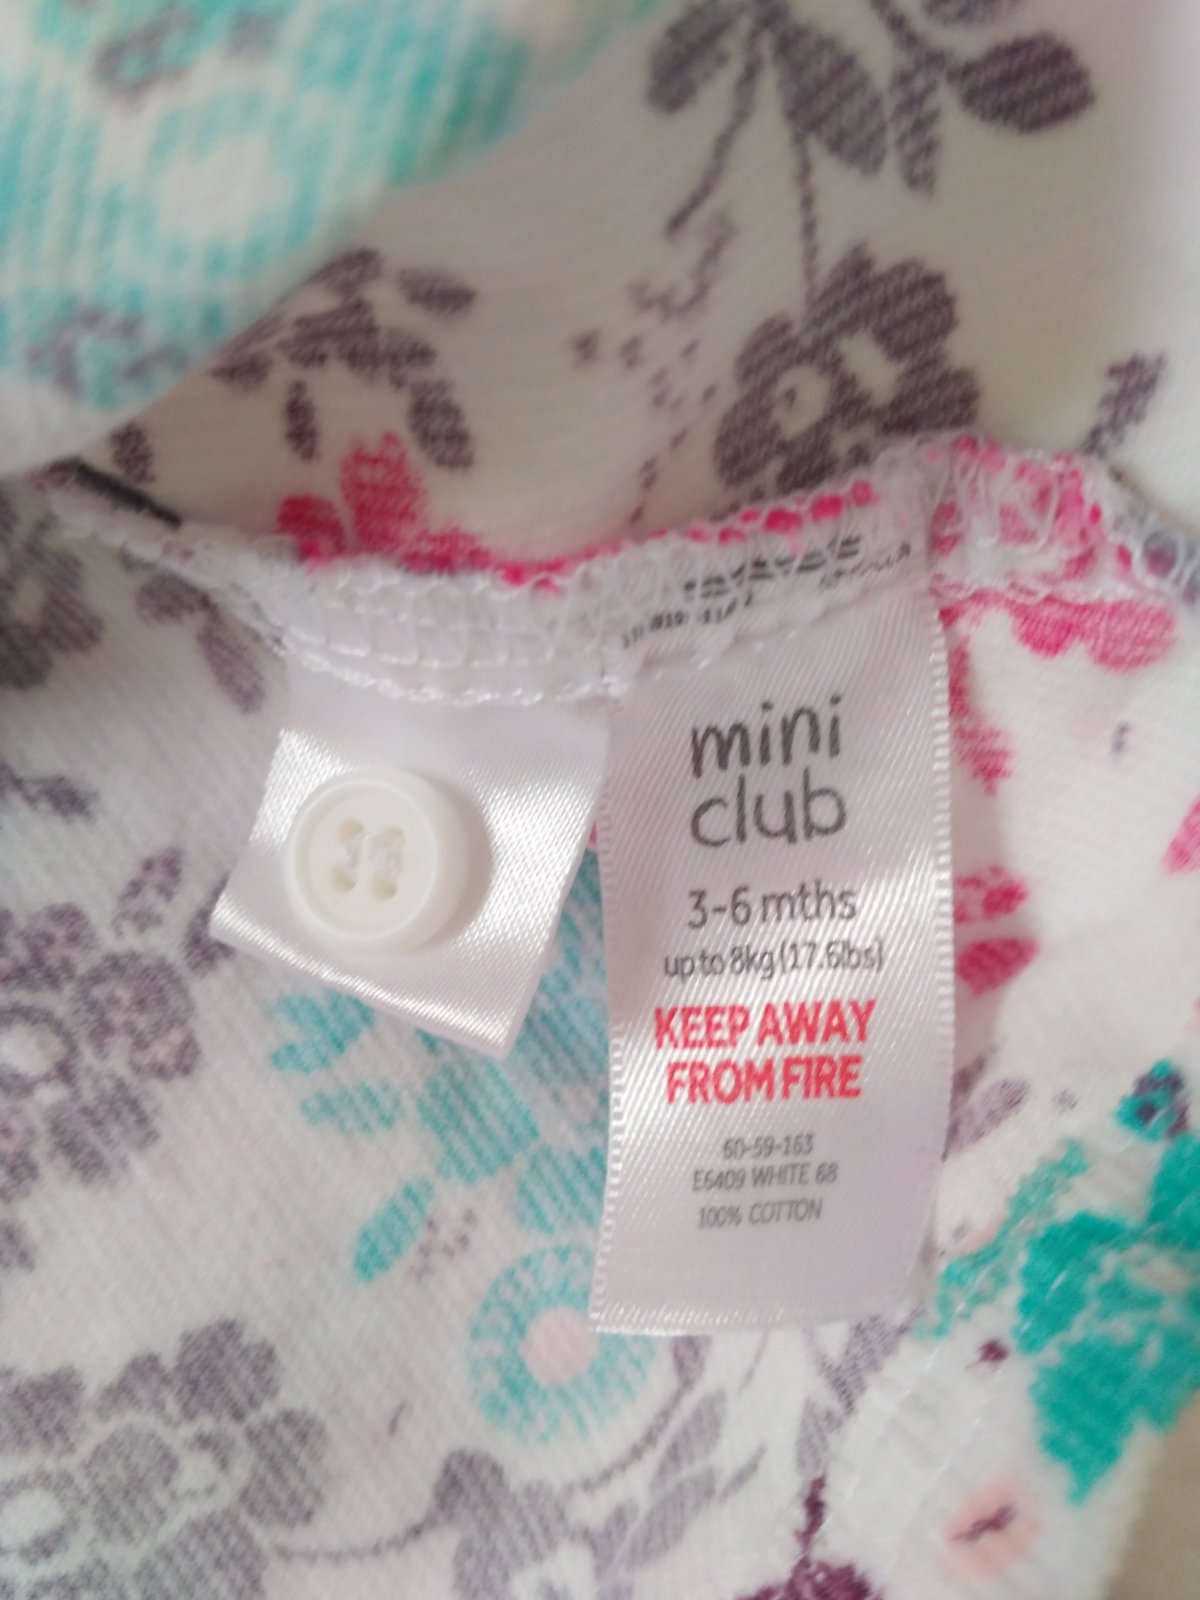 mini
club
3-6 mths
up to 8kg (17.6lbs)
KEEP AWAY
FROM FIRE
60-59-163
E6409 WHITE 68
100% COTTON